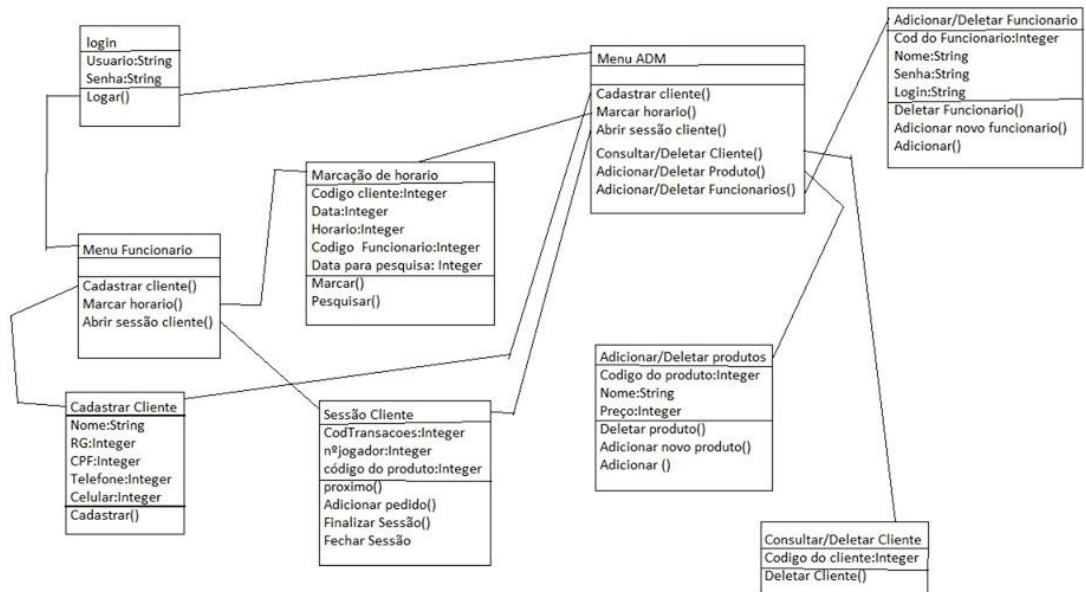 login
Usuario:String
Senha:String
Logar()
Menu ADM
Cadastrar cliente()
Marcar horario()
Abrir sessão cliente()
Consultar/Deletar Cliente()
Adicionar/Deletar Produto()
Adicionar/Deletar Funcionarios()
Adicionar/Deletar Funcionario
Cod do Funcionario:Integer
Nome:String
Senha:String
Login:String
Deletar Funcionario()
Adicionar novo funcionario()
Adicionar()
Marcação de horario
Codigo cliente:Integer
Data:Integer
Horario:Integer
Codigo Funcionario:Integer
Data para pesquisa: Integer
Marcar()
Pesquisar()
Menu Funcionario
Cadastrar cliente()
Marcar horario()
Abrir sessão cliente()
Cadastrar Cliente
Nome:String
RG:Integer
CPF:Integer
Telefone:Integer
Celular:Integer
Cadastrar()
Sessão Cliente
CodTransacoes:Integer
nºjogador:Integer
código do produto:Integer
proximo()
Adicionar pedido()
Finalizar Sessão()
Fechar Sessão
Adicionar/Deletar produtos
Codigo do produto:Integer
Nome:String
Preço:Integer
Deletar produto()
Adicionar novo produto()
Adicionar ()
Consultar/Deletar Cliente
Codigo do cliente:Integer
Deletar Cliente()